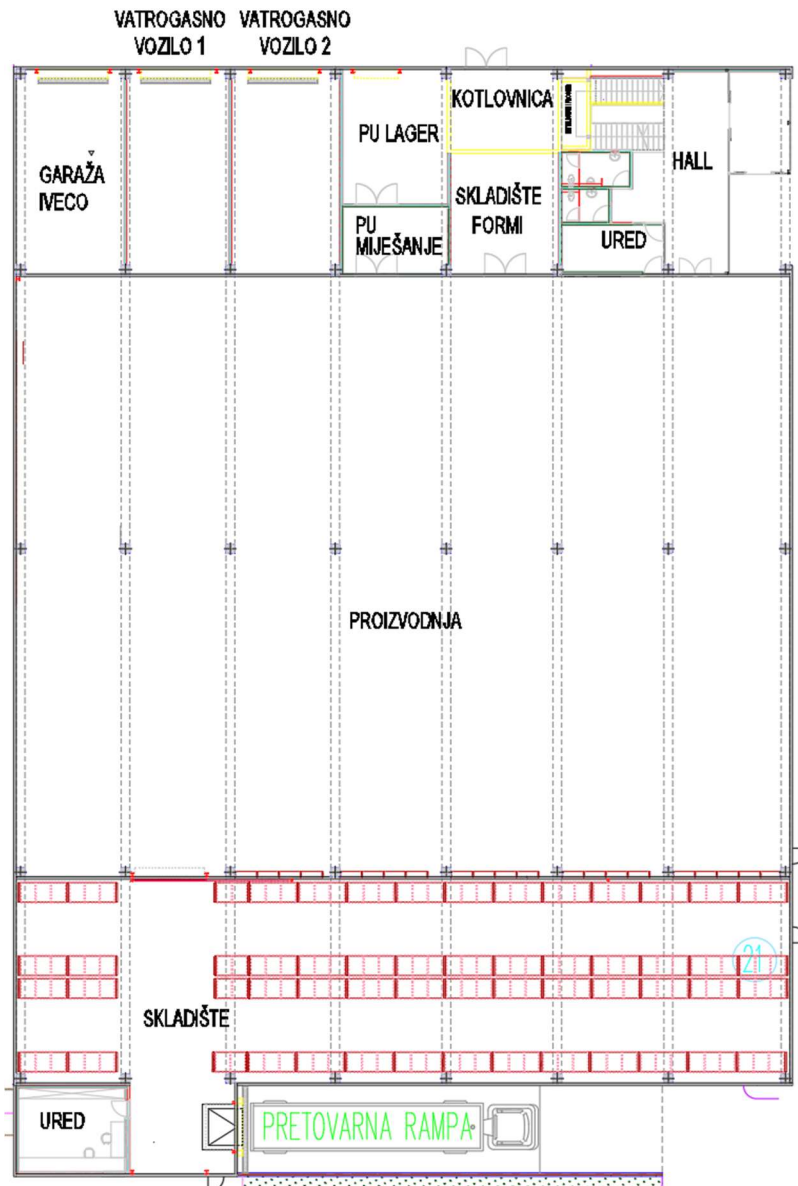 VATROGASNO
VOZILO 1
VATROGASNO
VOZILO 2
KOTLOVNICA
PU LAGER
GARAŽA
IVECO
HALL
SKLADIŠTE
FORMI
PU
MIJEŠANJE
URED
PROIZVODNJA
21
SKLADIŠTE
URED
PRETOVARNA RAMPA